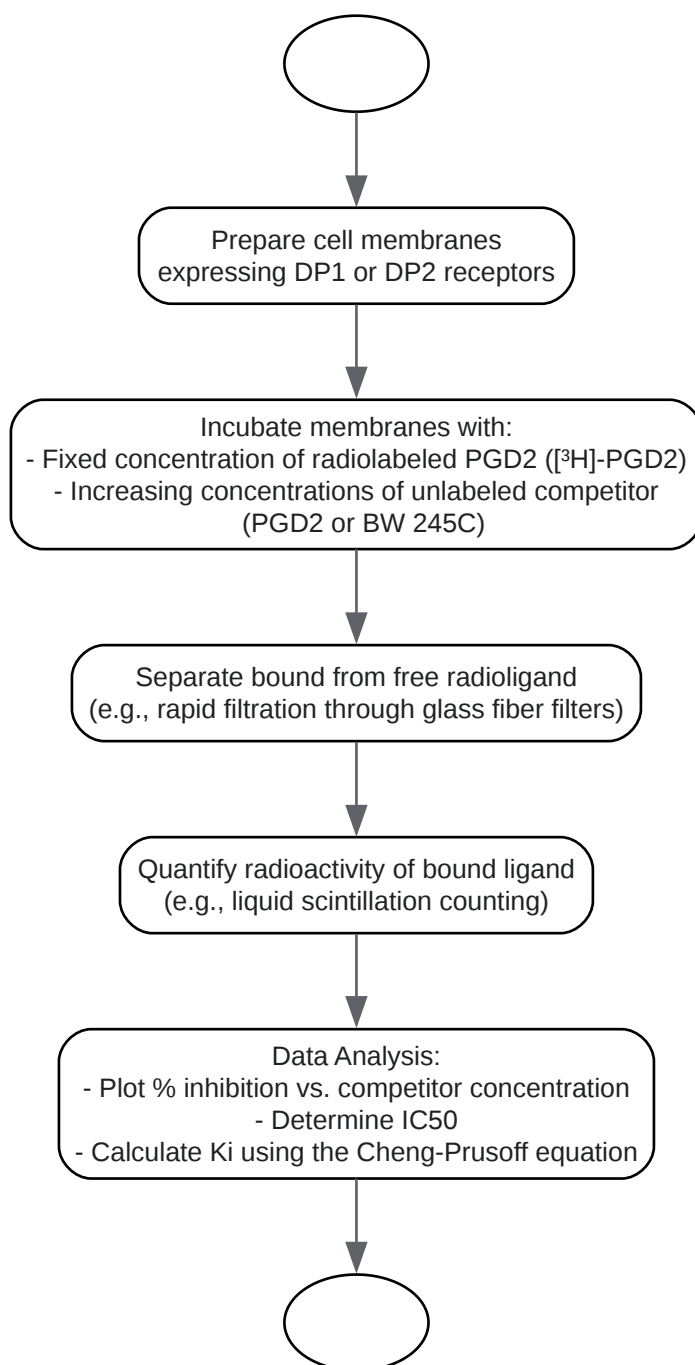 Prepare cell membranes
expressing DP1 or DP2 receptors
Incubate membranes with:
- Fixed concentration of radiolabeled PGD2 ([³H]-PGD2)
- Increasing concentrations of unlabeled competitor
(PGD2 or BW 245C)
Separate bound from free radioligand
(e.g., rapid filtration through glass fiber filters)
Quantify radioactivity of bound ligand
(e.g., liquid scintillation counting)
Data Analysis:
- Plot % inhibition vs. competitor concentration
- Determine IC50
- Calculate Ki using the Cheng-Prusoff equation